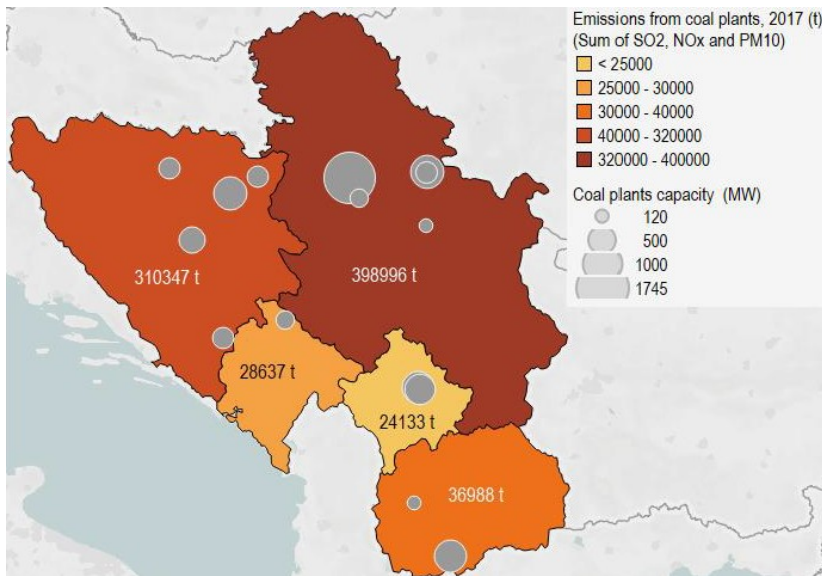 Emissions from coal plants, 2017 (t)
(Sum of SO2, NOx and PM10)
< 25000
25000 - 30000
30000 - 40000
40000 - 320000
320000 - 400000
Coal plants capacity (MW)
120
500
1000
1745
310347 t
398996 t
28637 t
24133 t
36988 t